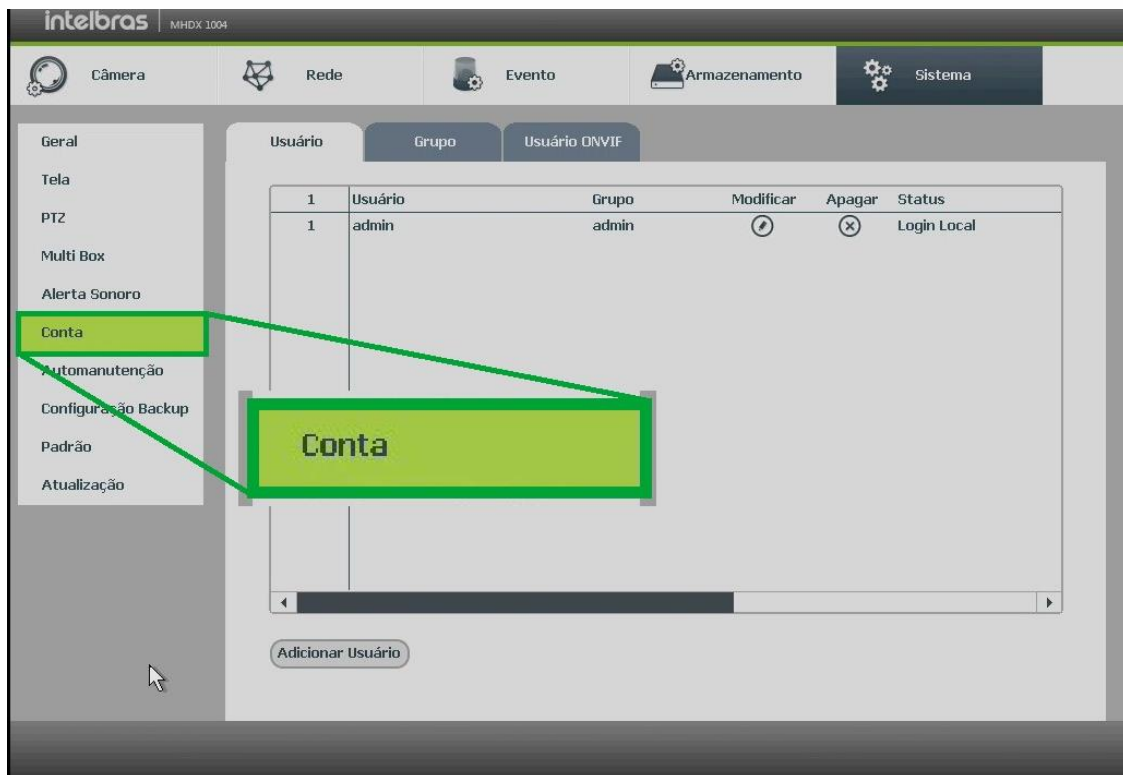 intelbras MHDX 1004
Câmera Rede Evento Armazenamento Sistema
Geral
Tela
PTZ
Multi Box
Alerta Sonoro
Conta
Automanutenção
Configuração Backup
Padrão
Atualização
Usuário Grupo Usuário ONVIF
1 Usuário Grupo Modificar Apagar Status
1 admin admin Login Local
Conta
Adicionar Usuário